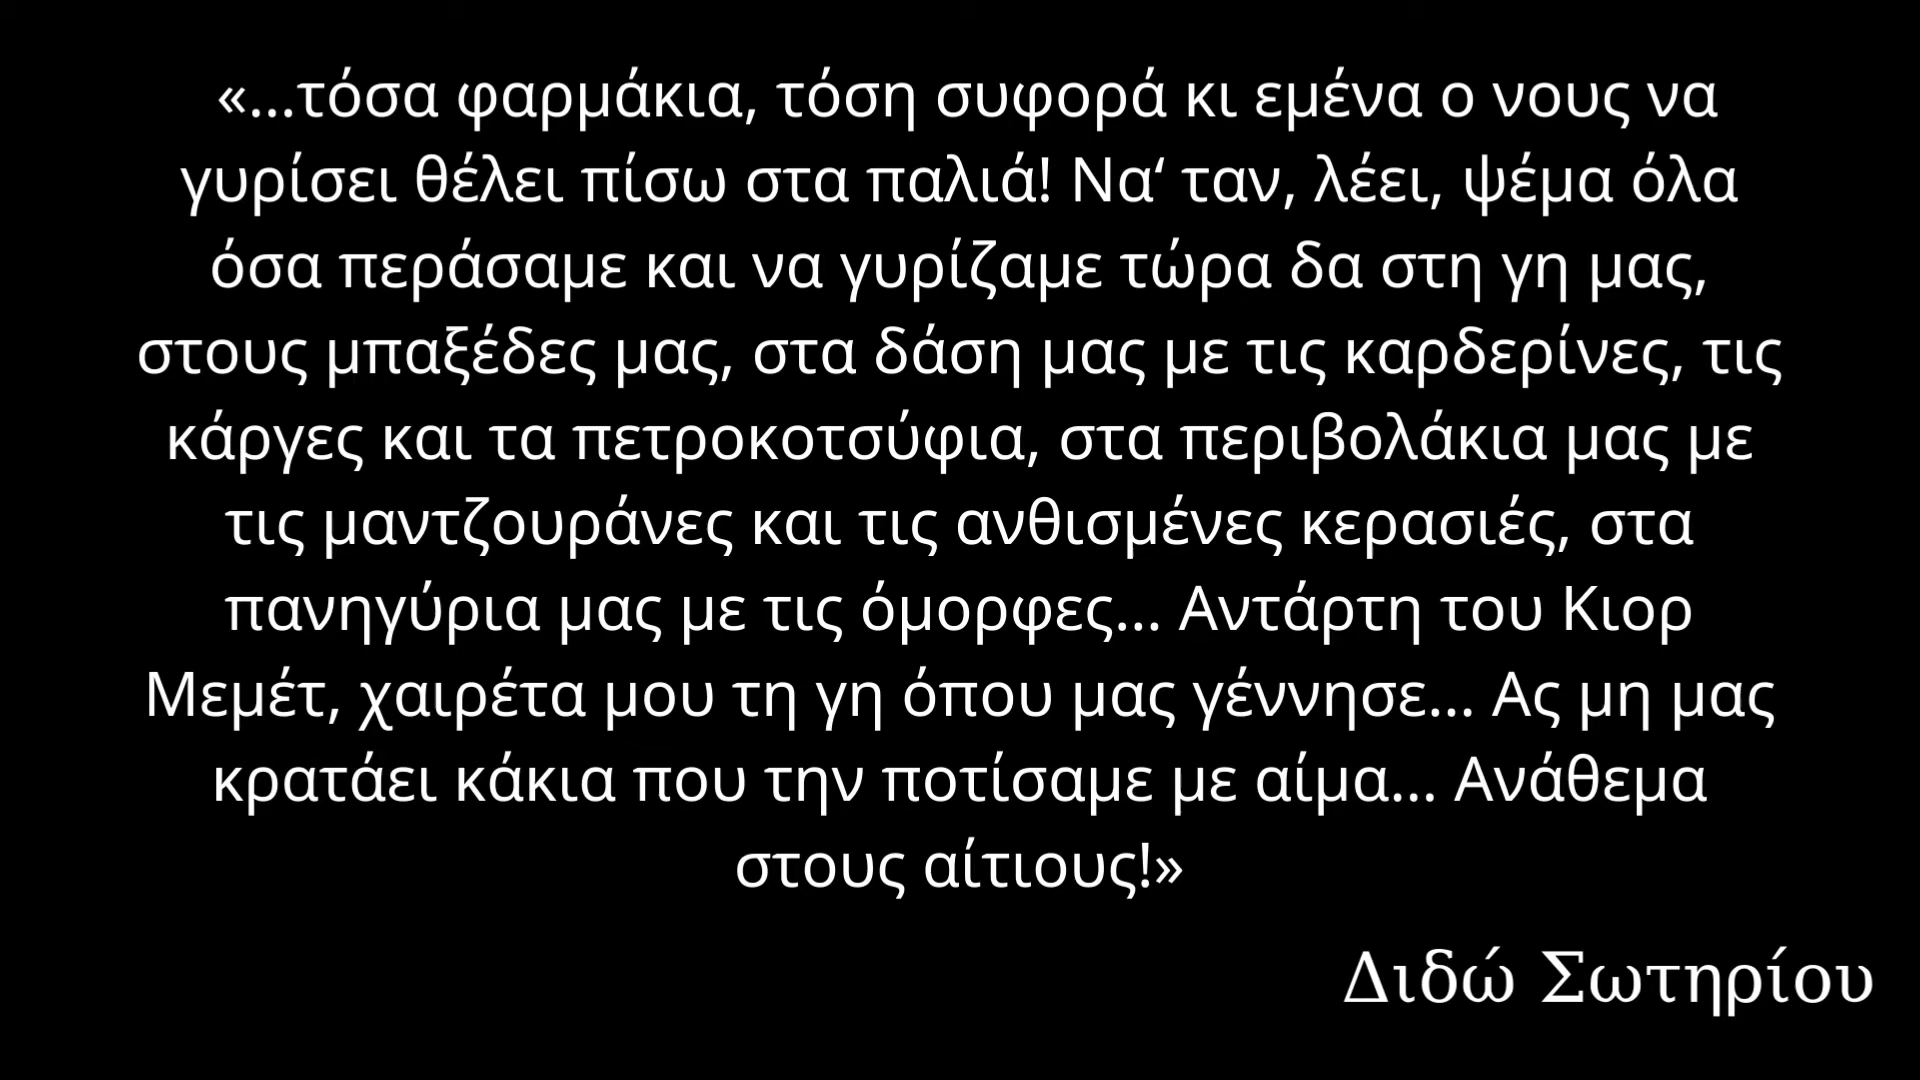 «...τόσα φαρμάκια, τόση συφορά κι εμένα ο νους να
γυρίσει θέλει πίσω στα παλιά! Να‘ ταν, λέει, ψέμα όλα
όσα περάσαμε και να γυρίζαμε τώρα δα στη γη μας,
στους μπαξέδες μας, στα δάση μας με τις καρδερίνες, τις
κάργες και τα πετροκοτσύφια, στα περιβολάκια μας με
τις μαντζουράνες και τις ανθισμένες κερασιές, στα
πανηγύρια μας με τις όμορφες... Αντάρτη του Κιορ
Μεμέτ, χαιρέτα μου τη γη όπου μας γέννησε... Ας μη μας
κρατάει κάκια που την ποτίσαμε με αίμα... Ανάθεμα
στους αίτιους!»
Διδώ Σωτηρίου